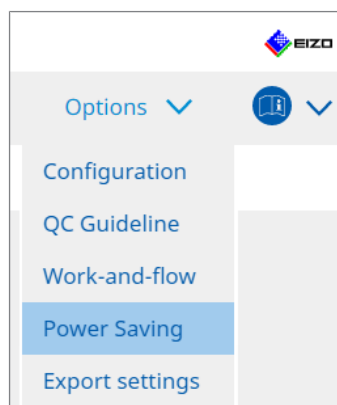 EIZO
Options
Configuration
QC Guideline
Work-and-flow
Power Saving
Export settings